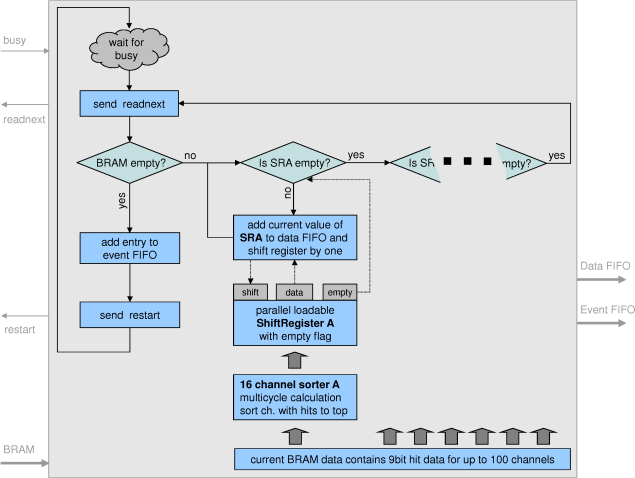 busy
readnext
restart
BRAM
wait for
busy
send readnext
BRAM empty?
no
yes
Is SRA empty?
yes
no
Is SR
mpty?
yes
add entry to
event FIFO
send restart
add current value of
SRA to data FIFO and
shift register by one
shift
data
empty
parallel loadable
ShiftRegister A
with empty flag
16 channel sorter A
multicycle calculation
sort ch. with hits to top
current BRAM data contains 9bit hit data for up to 100 channels
Data FIFO
Event FIFO